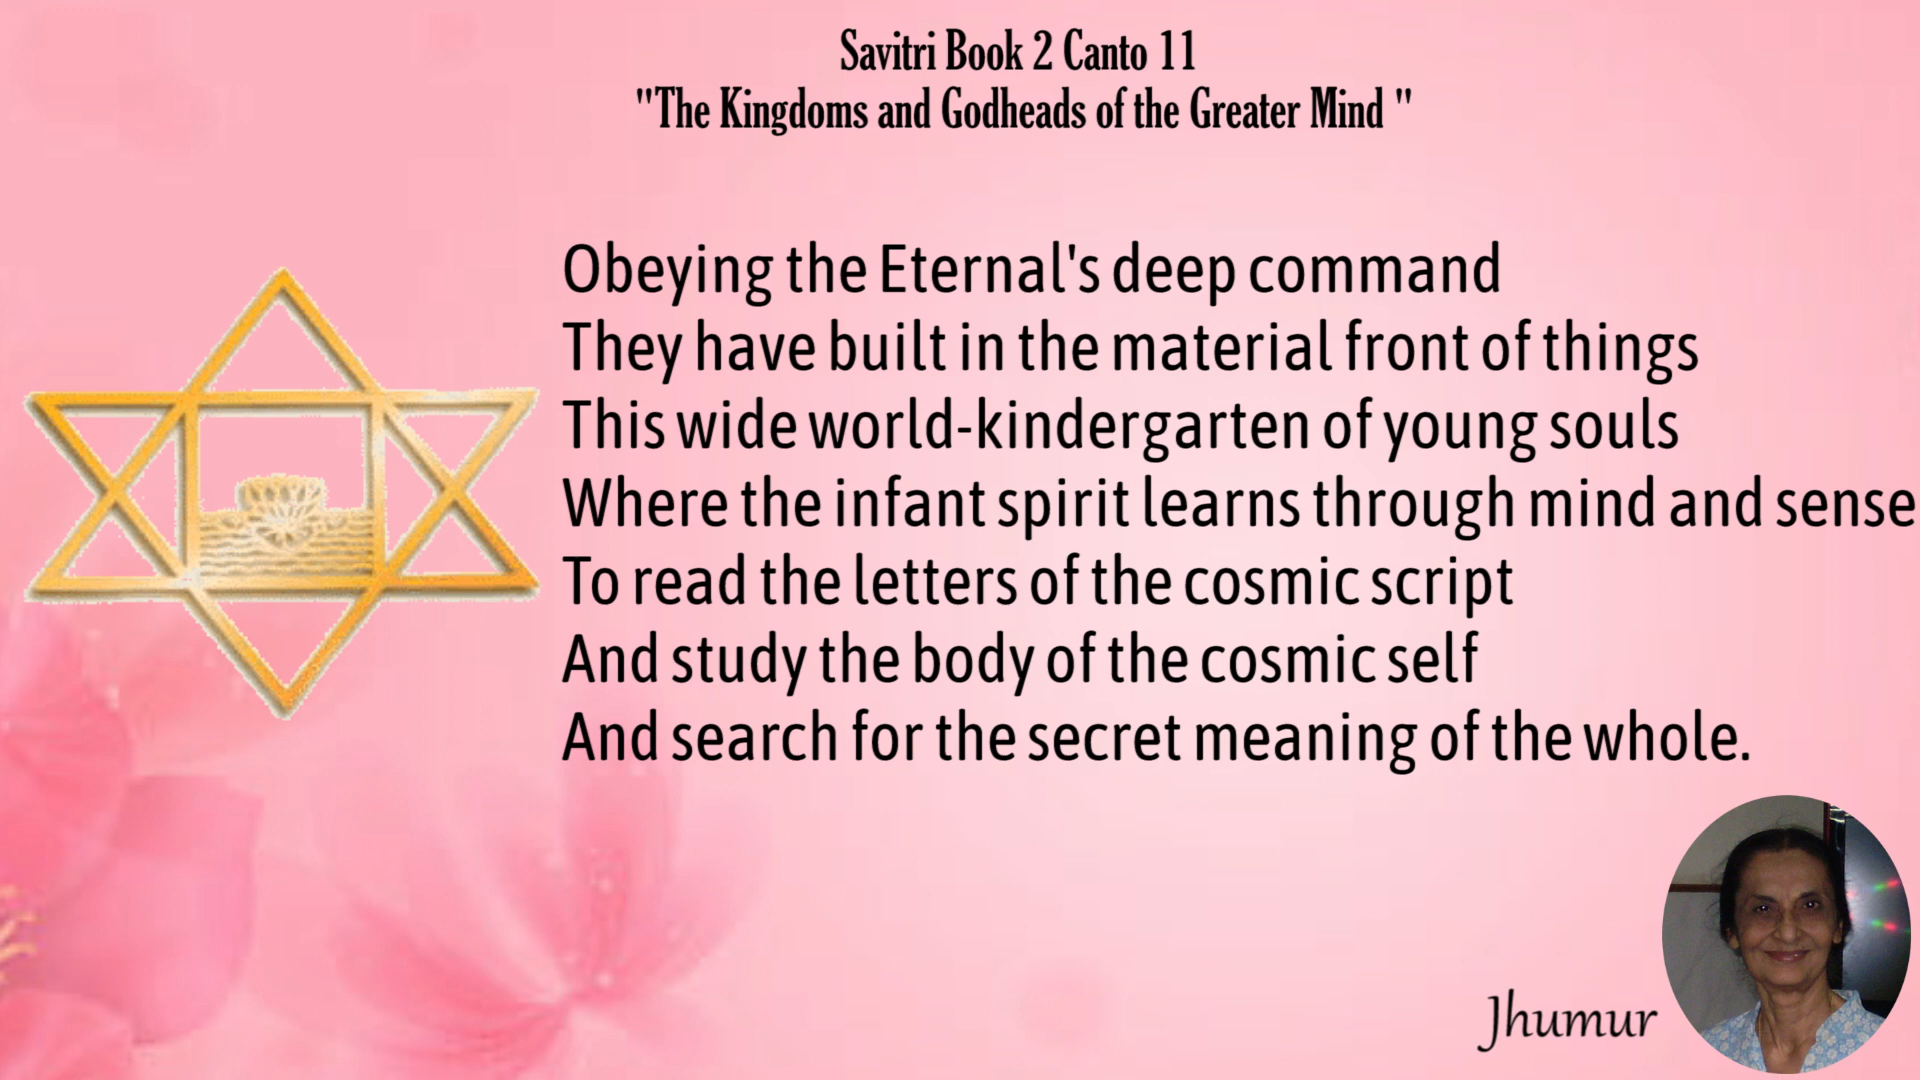 Savitri Book 2 Canto 11
"The Kingdoms and Godheads of the Greater Mind "
Obeying the Eternal's deep command
They have built in the material front of things
This wide world-kindergarten of young souls
Where the infant spirit learns through mind and sense
To read the letters of the cosmic script
And study the body of the cosmic self
And search for the secret meaning of the whole.
Jhumur